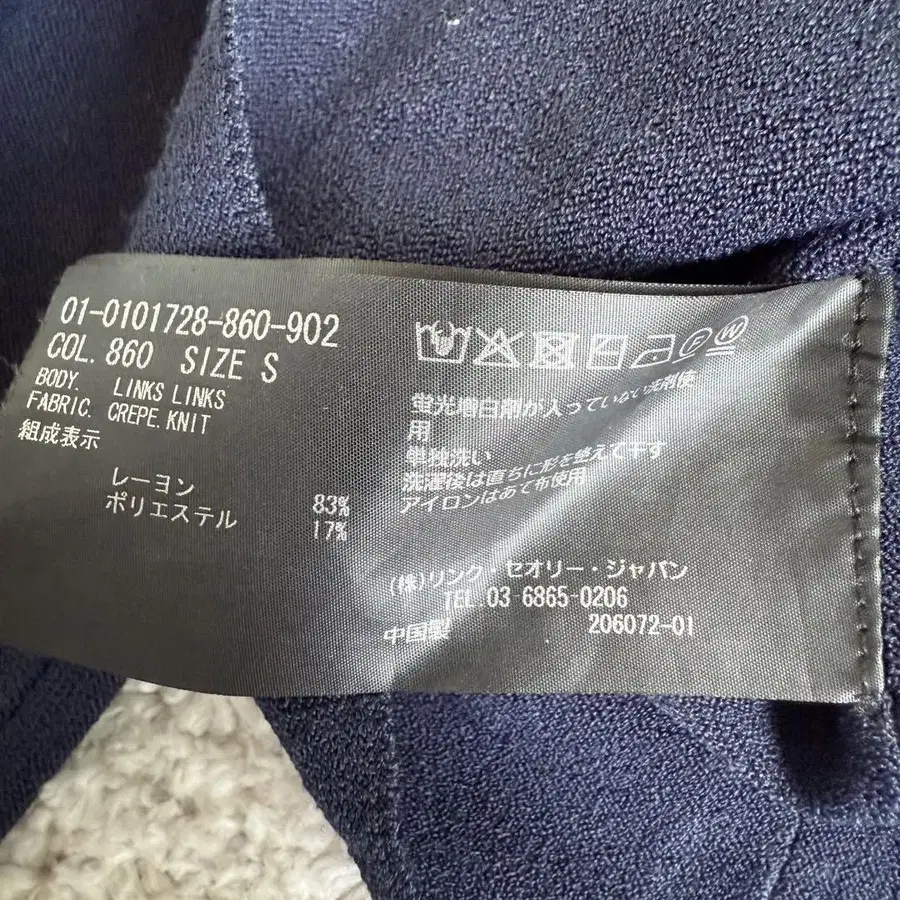 01-0101728-860-902
COL. 860 SIZE S
BODY. LINKS LINKS
FABRIC. CREPE.KNIT
組成表示
レーヨン 83%
ポリエステル 17%
F W
蛍光増白剤が入っていない洗剤使
用
単独洗い
洗濯後は直ちに形を整えて干す
アイロンはあて布使用
(株)リンク・セオリー・ジャパン
TEL.03 6865-0206
中国製 206072-01